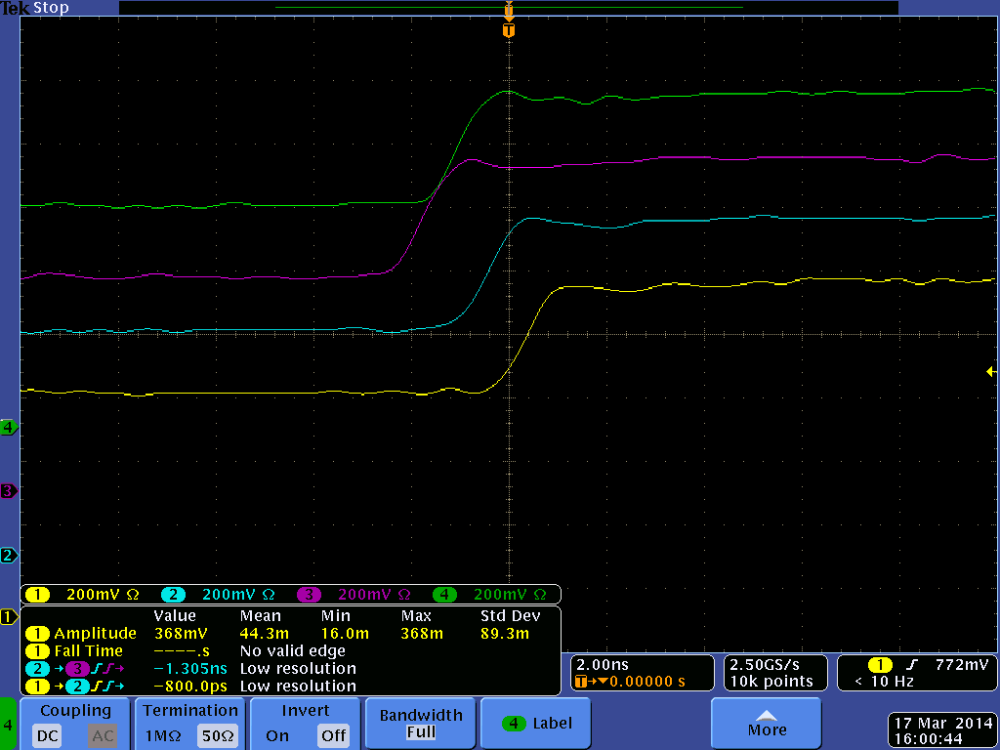 Tek Stop
T
T
4
3
2
1
1 200mV Ω 2 200mV Ω 3 200mV Ω 4 200mV Ω
Value Mean Min Max Std Dev
1 Amplitude 368mV 44.3m 16.0m 368m 89.3m
1 Fall Time ----.s No valid edge
2 → 3 −1.305ns Low resolution
1 → 2 −800.0ps Low resolution
2.00ns
T→▼0.00000 s
2.50GS/s
10k points
1 772mV
< 10 Hz
4
Coupling
DC AC
Termination
1MΩ 50Ω
Invert
On Off
Bandwidth
Full
4 Label
More
17 Mar 2014
16:00:44